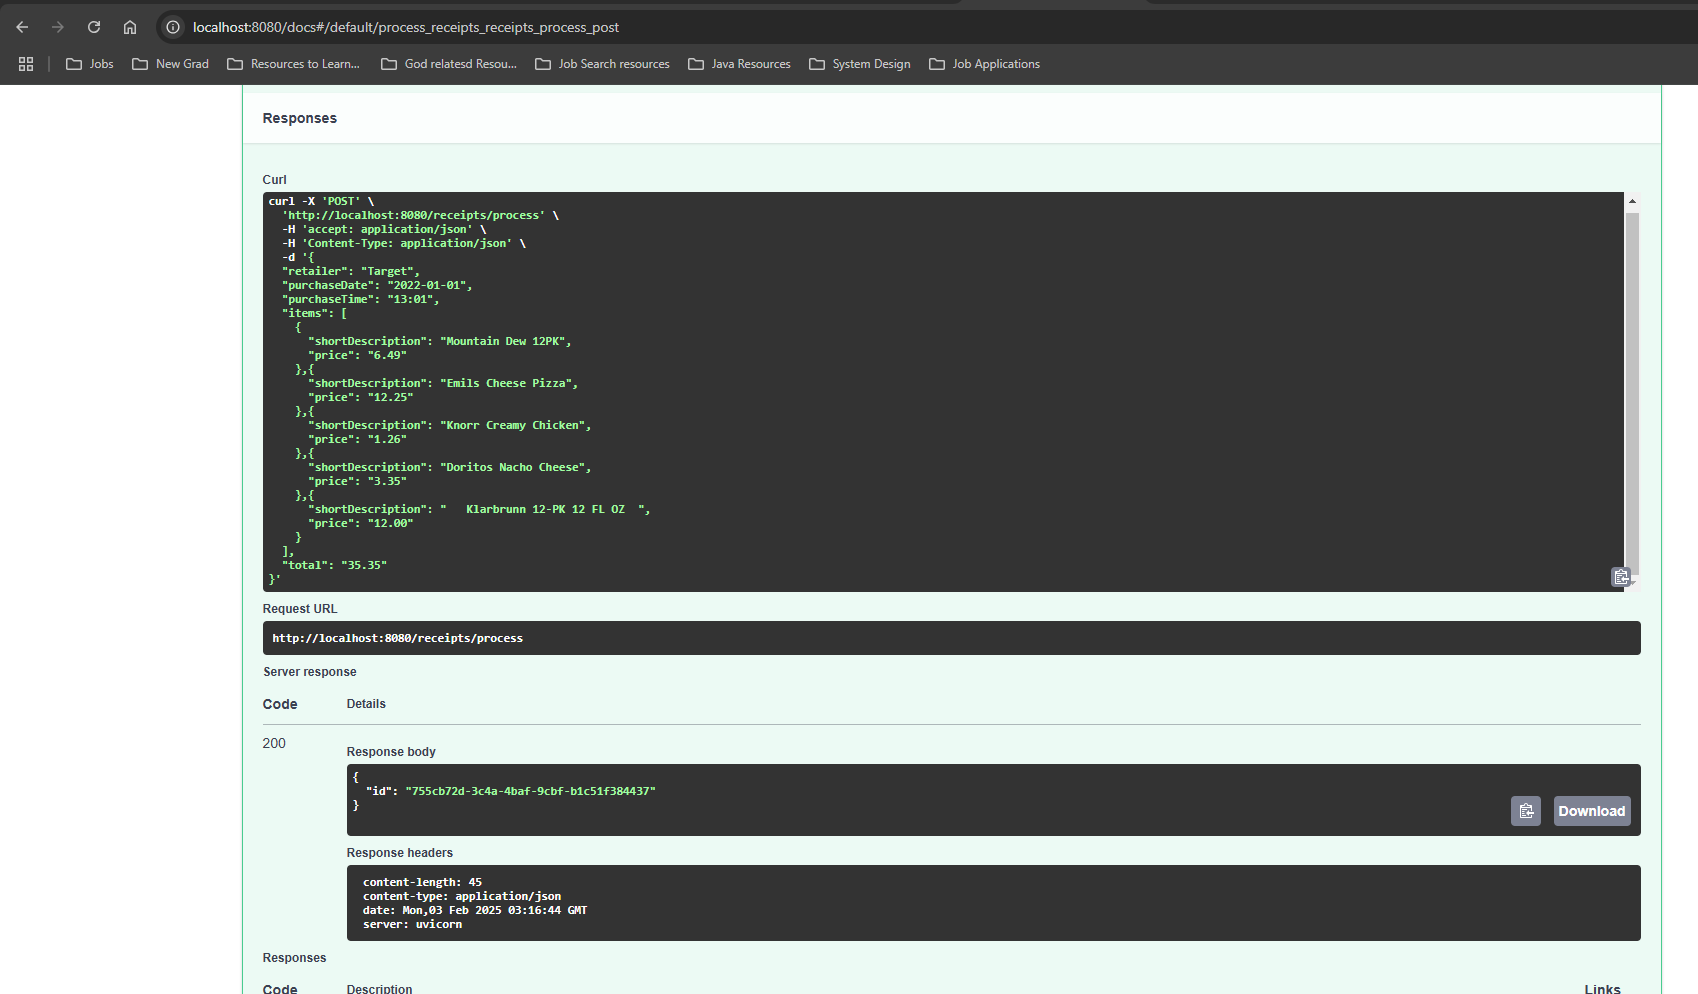 localhost:8080/docs#/default/process_receipts_receipts_process_post
Jobs New Grad Resources to Learn... God relatesd Resou... Job Search resources Java Resources System Design Job Applications
Responses
Curl
curl -X 'POST' \
  'http://localhost:8080/receipts/process' \
  -H 'accept: application/json' \
  -H 'Content-Type: application/json' \
  -d '{
  "retailer": "Target",
  "purchaseDate": "2022-01-01",
  "purchaseTime": "13:01",
  "items": [
    {
      "shortDescription": "Mountain Dew 12PK",
      "price": "6.49"
    },{
      "shortDescription": "Emils Cheese Pizza",
      "price": "12.25"
    },{
      "shortDescription": "Knorr Creamy Chicken",
      "price": "1.26"
    },{
      "shortDescription": "Doritos Nacho Cheese",
      "price": "3.35"
    },{
      "shortDescription": "   Klarbrunn 12-PK 12 FL OZ  ",
      "price": "12.00"
    }
  ],
  "total": "35.35"
}'
Request URL
http://localhost:8080/receipts/process
Server response
Code Details
200
Response body
{
  "id": "755cb72d-3c4a-4baf-9cbf-b1c51f384437"
}
Download
Response headers
content-length: 45
content-type: application/json
date: Mon,03 Feb 2025 03:16:44 GMT
server: uvicorn
Responses
Code Description Links